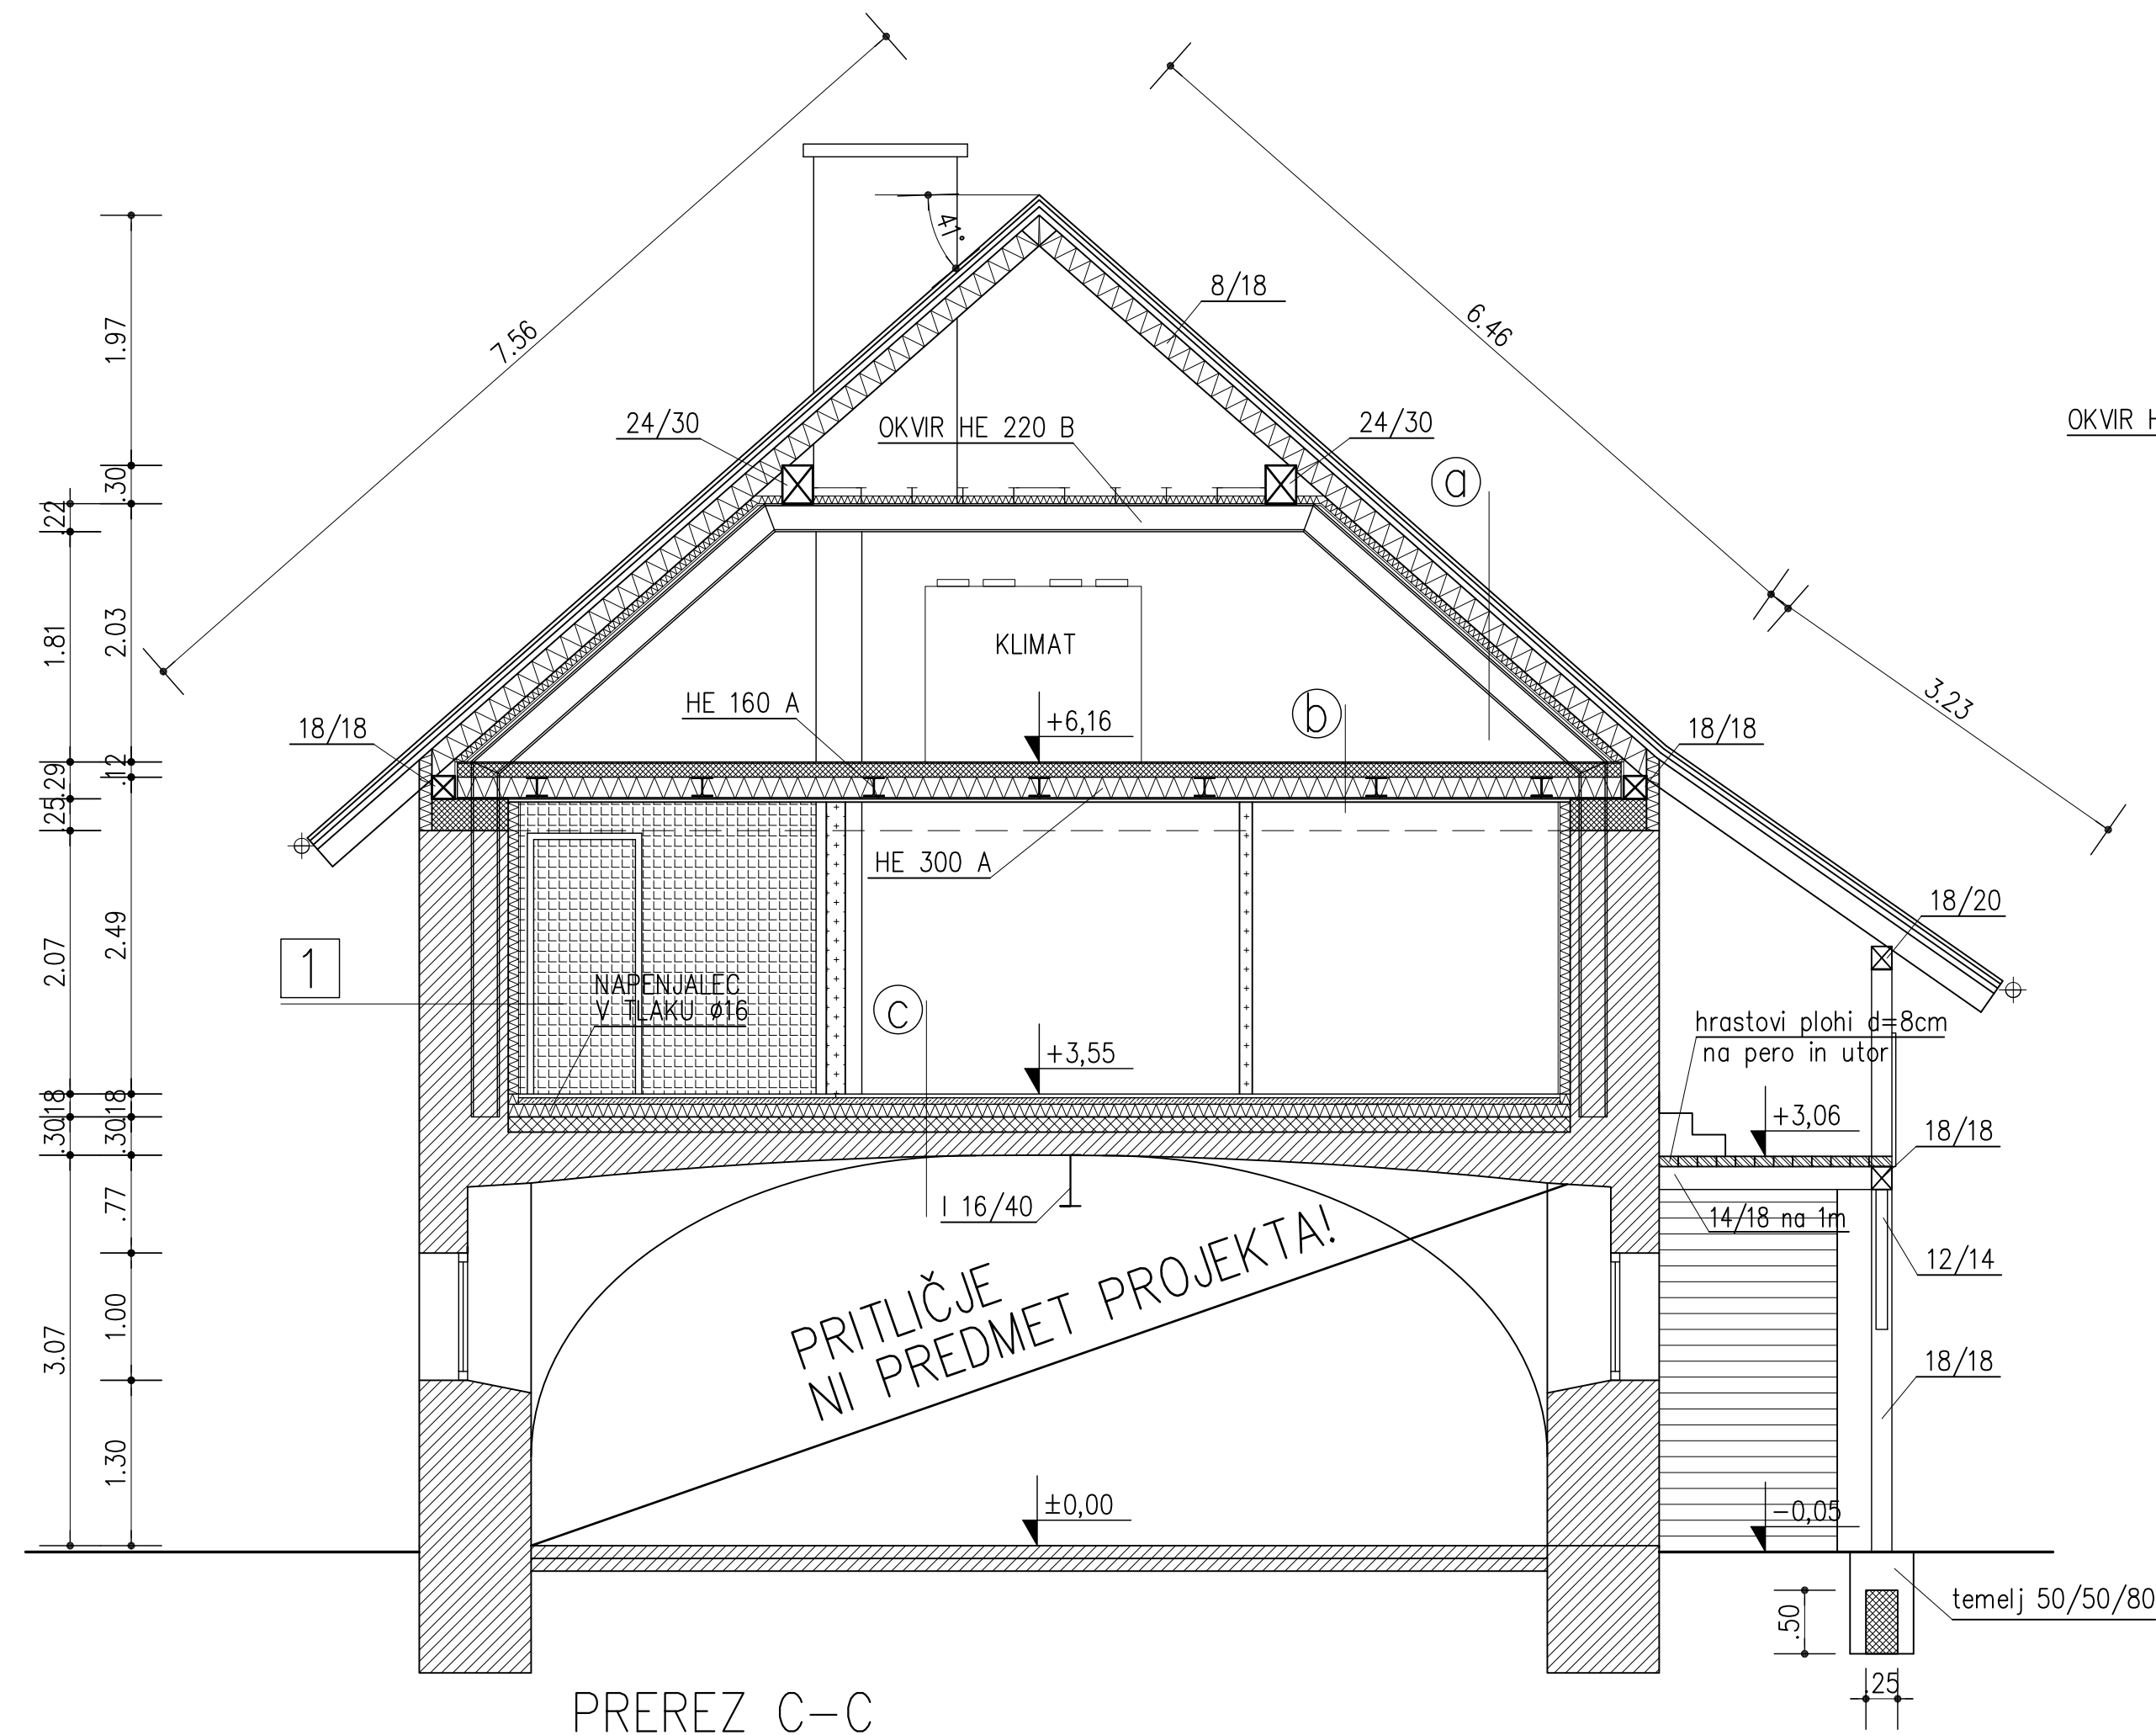 7.56
41°
6.46
3.23
8/18
24/30
OKVIR HE 220 B
24/30
OKVIR H
a
1.97
.30
.22
1.81
2.03
KLIMAT
HE 160 A
+6,16
b
18/18
18/18
.12
.29
.25
HE 300 A
18/20
2.07
2.49
1
NAPENJALEC
V TLAKU ø16
c
+3,55
hrastovi plohi d=8cm
na pero in utor
+3,06
18/18
.18
.30
.18
.30
I 16/40
14/18 na 1m
12/14
.77
1.00
3.07
1.30
PRITLIČJE
NI PREDMET PROJEKTA!
18/18
±0,00
-0,05
temelj 50/50/80
.50
.25
PREREZ C-C